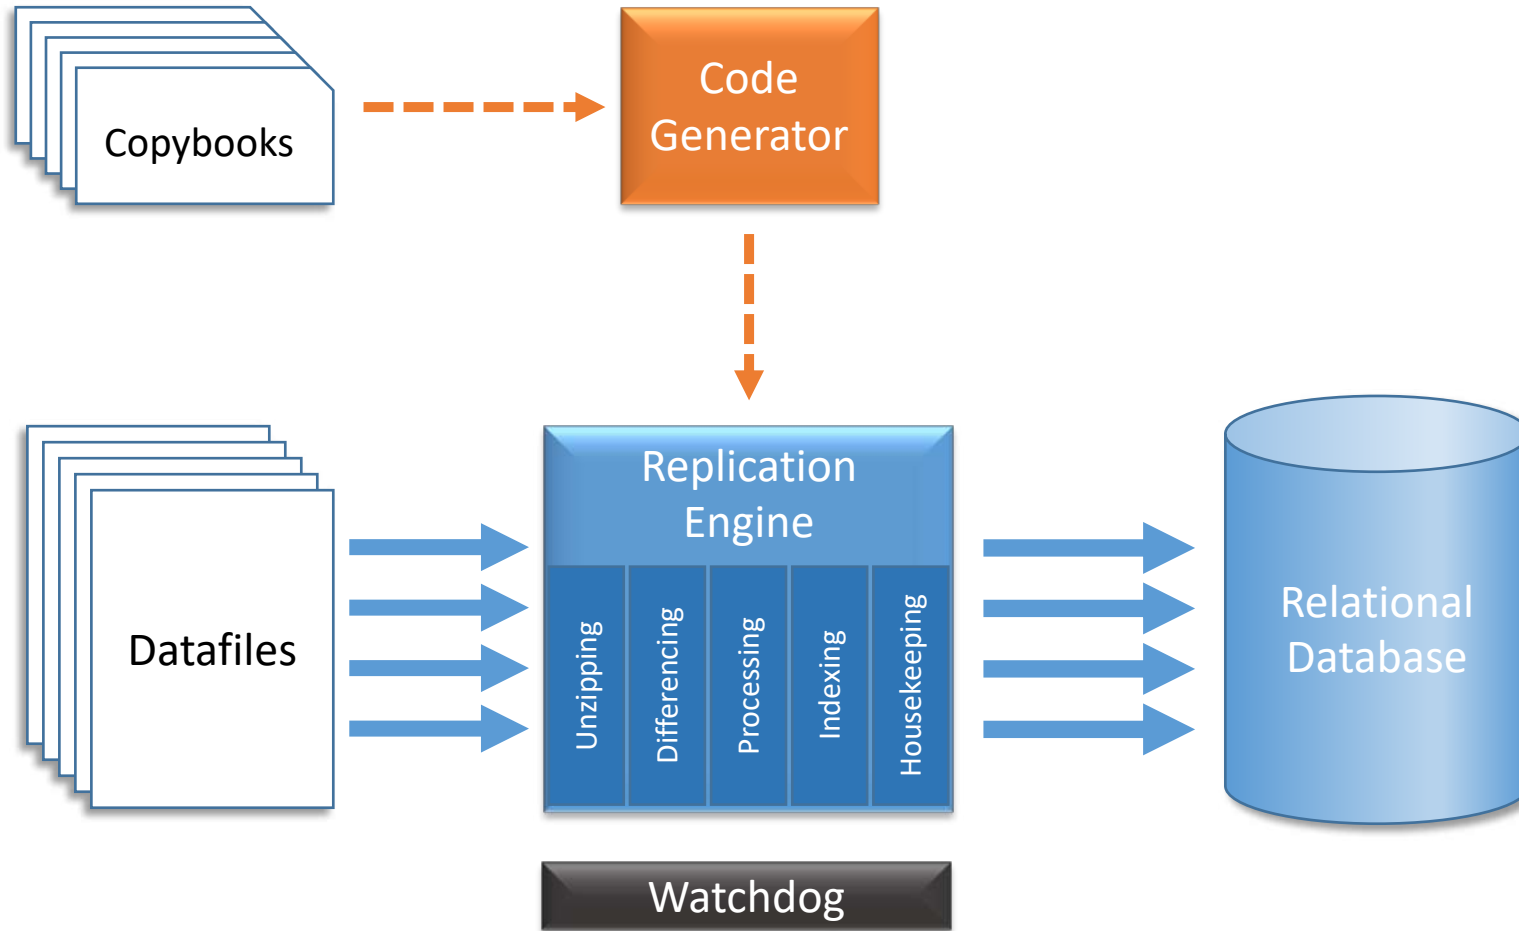 Copybooks
Code
Generator
Replication
Engine
Datafiles
Unzipping
Differencing
Processing
Indexing
Housekeeping
Relational
Database
Watchdog